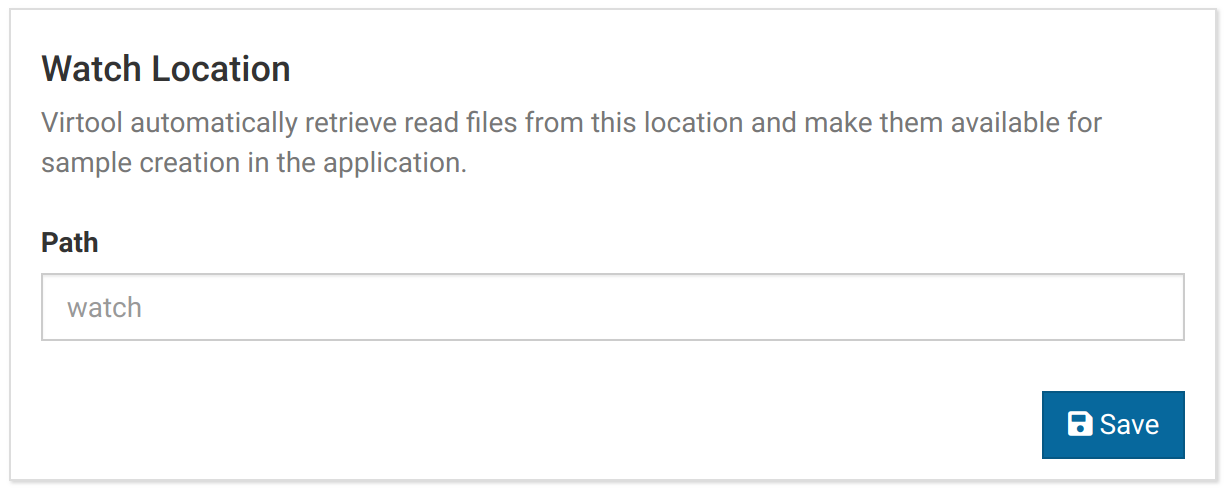 Watch Location
Virtool automatically retrieve read files from this location and make them available for
sample creation in the application.
Path
watch
Save